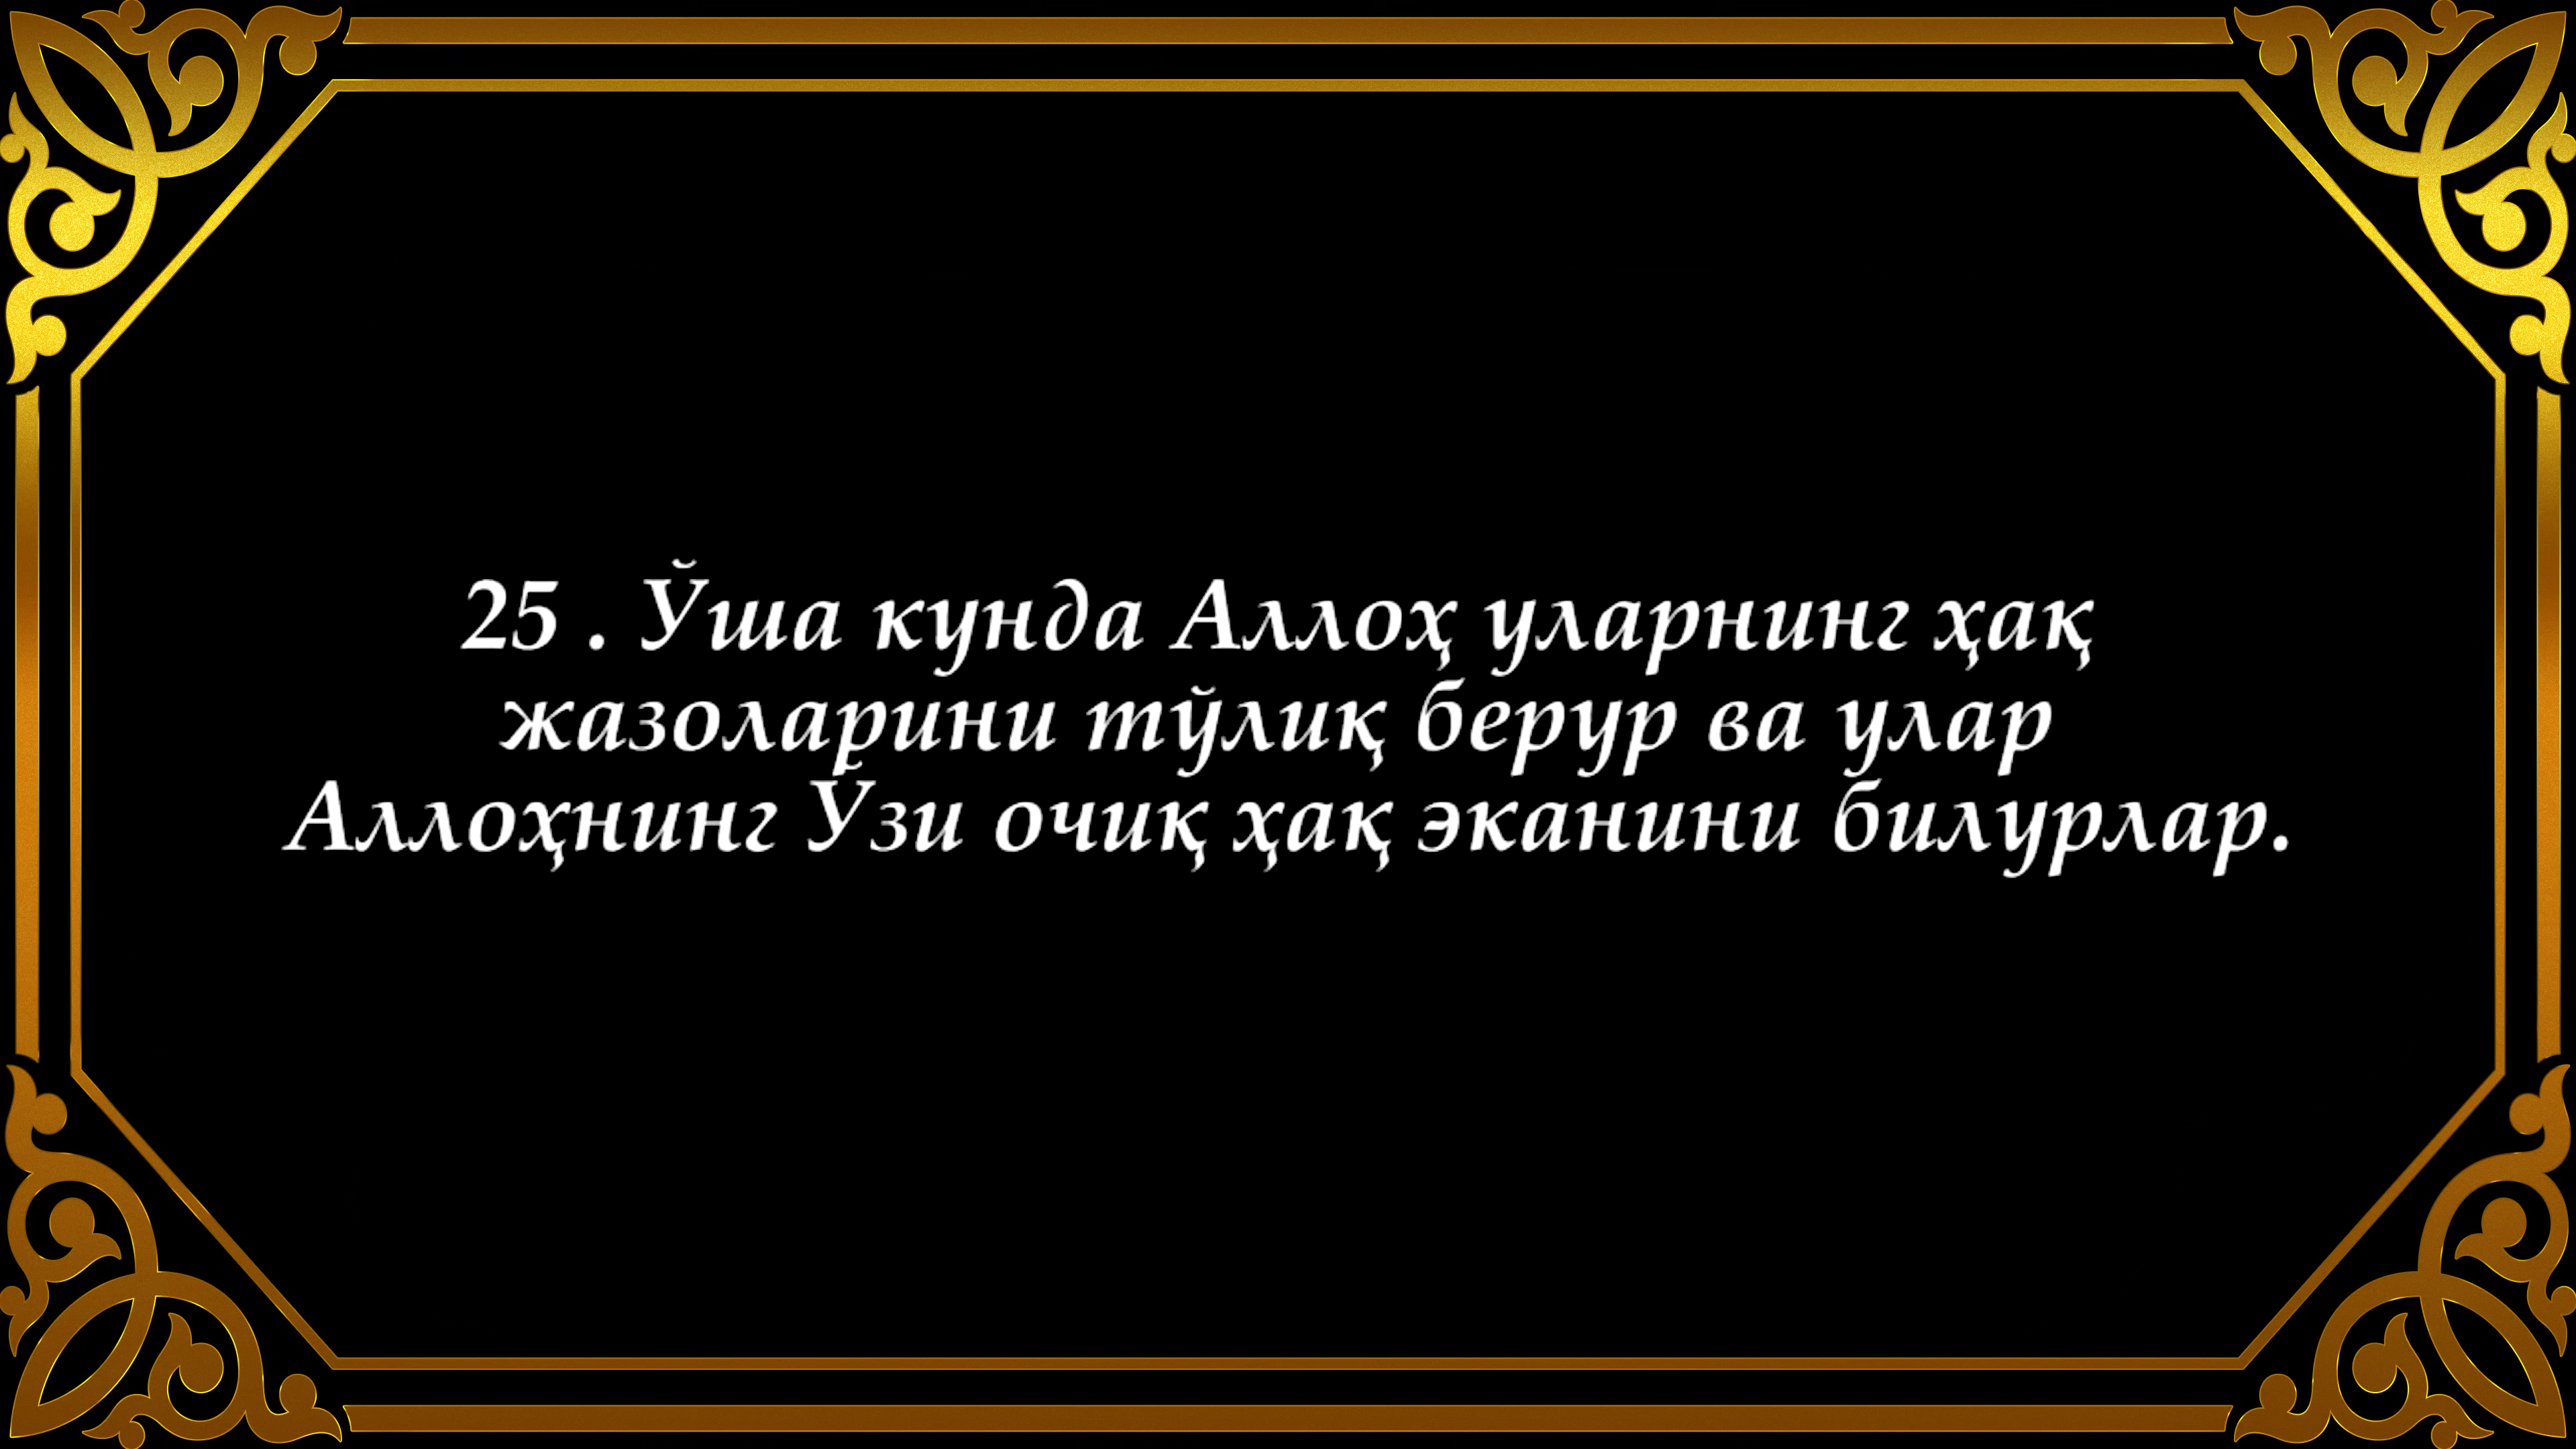 25 . Ўша кунда Аллоҳ уларнинг ҳақ
жазоларини тўлиқ берур ва улар
Аллоҳнинг Ўзи очиқ ҳақ эканини билурлар.